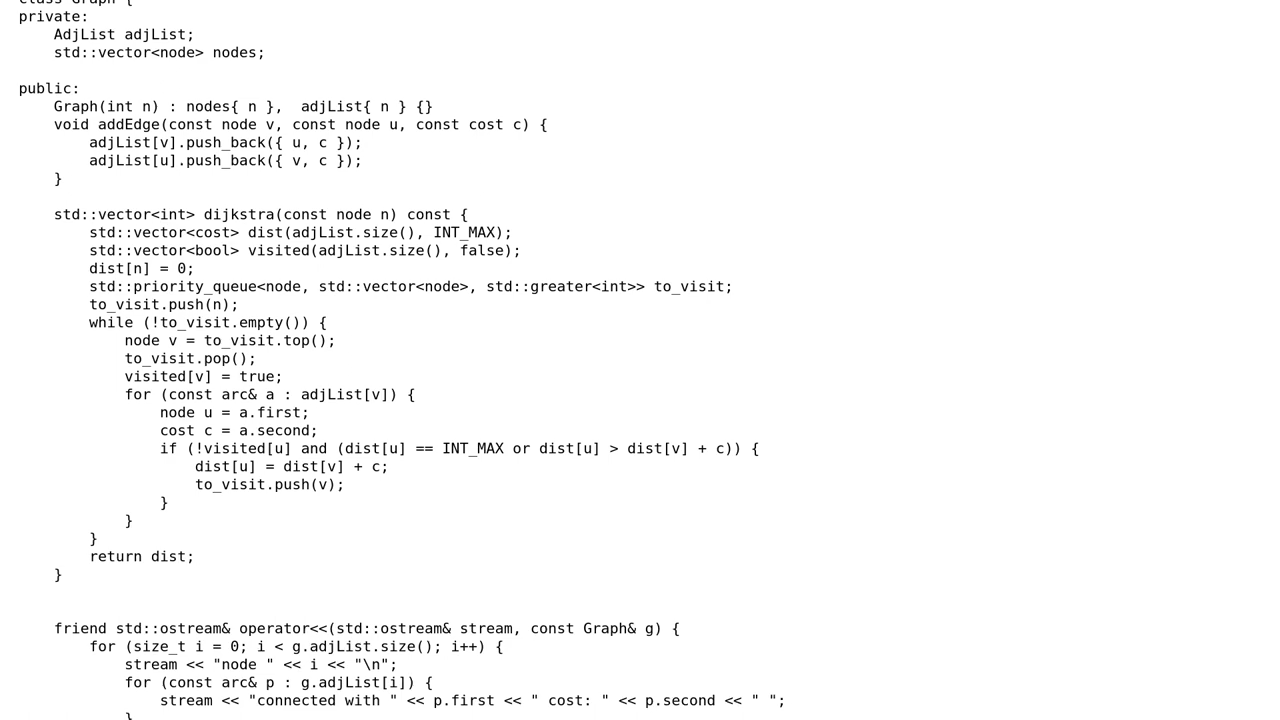 class Graph {
private:
    AdjList adjList;
    std::vector<node> nodes;

public:
    Graph(int n) : nodes{ n },  adjList{ n } {}
    void addEdge(const node v, const node u, const cost c) {
        adjList[v].push_back({ u, c });
        adjList[u].push_back({ v, c });
    }

    std::vector<int> dijkstra(const node n) const {
        std::vector<cost> dist(adjList.size(), INT_MAX);
        std::vector<bool> visited(adjList.size(), false);
        dist[n] = 0;
        std::priority_queue<node, std::vector<node>, std::greater<int>> to_visit;
        to_visit.push(n);
        while (!to_visit.empty()) {
            node v = to_visit.top();
            to_visit.pop();
            visited[v] = true;
            for (const arc& a : adjList[v]) {
                node u = a.first;
                cost c = a.second;
                if (!visited[u] and (dist[u] == INT_MAX or dist[u] > dist[v] + c)) {
                    dist[u] = dist[v] + c;
                    to_visit.push(v);
                }
            }
        }
        return dist;
    }


    friend std::ostream& operator<<(std::ostream& stream, const Graph& g) {
        for (size_t i = 0; i < g.adjList.size(); i++) {
            stream << "node " << i << "\n";
            for (const arc& p : g.adjList[i]) {
                stream << "connected with " << p.first << " cost: " << p.second << " ";
            }